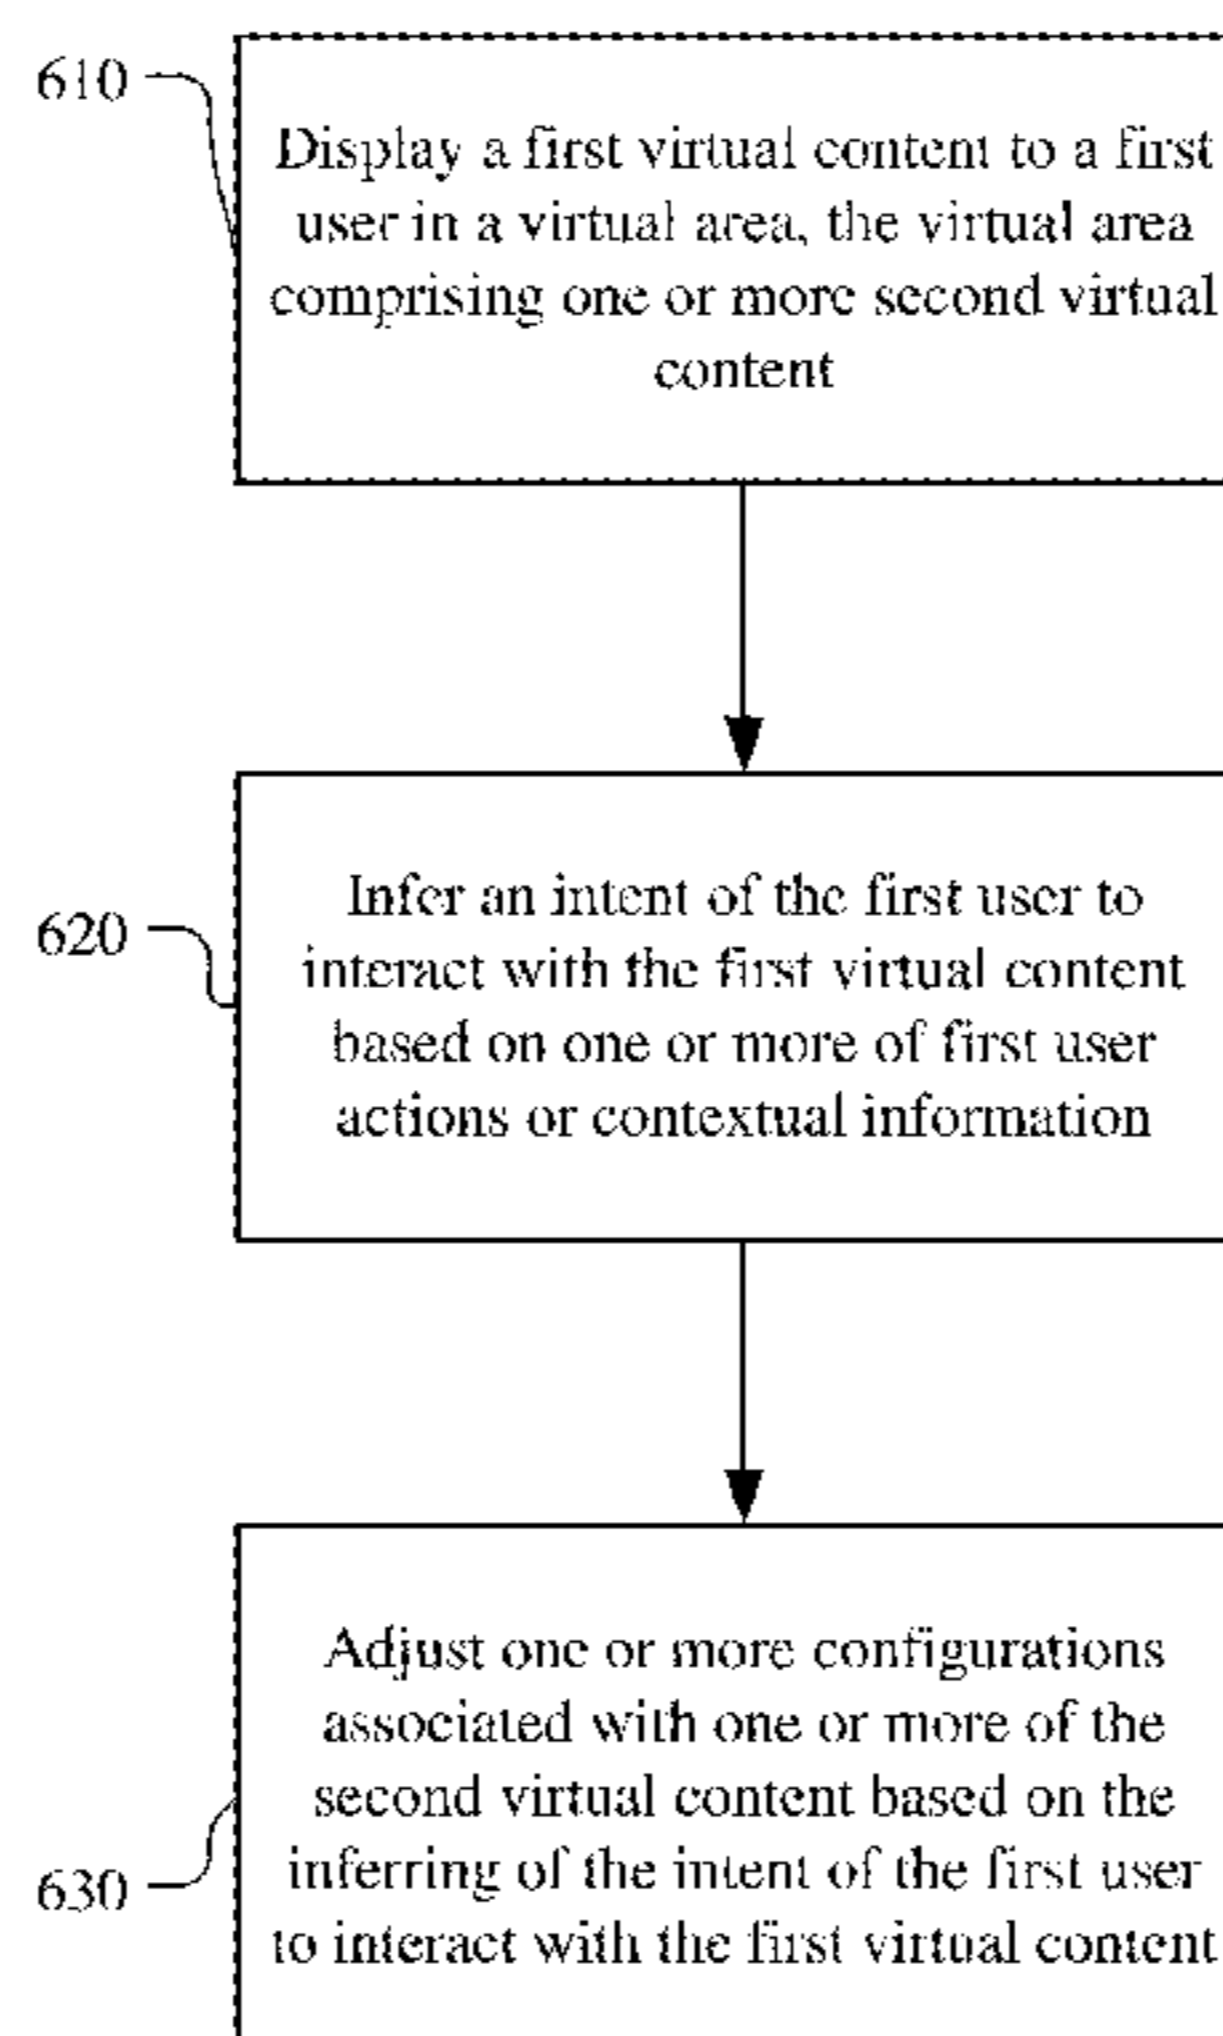 610
Display a first virtual content to a first
user in a virtual area, the virtual area
comprising one or more second virtual
content
620
Infer an intent of the first user to
interact with the first virtual content
based on one or more of first user
actions or contextual information
630
Adjust one or more configurations
associated with one or more of the
second virtual content based on the
inferring of the intent of the first user
to interact with the first virtual content